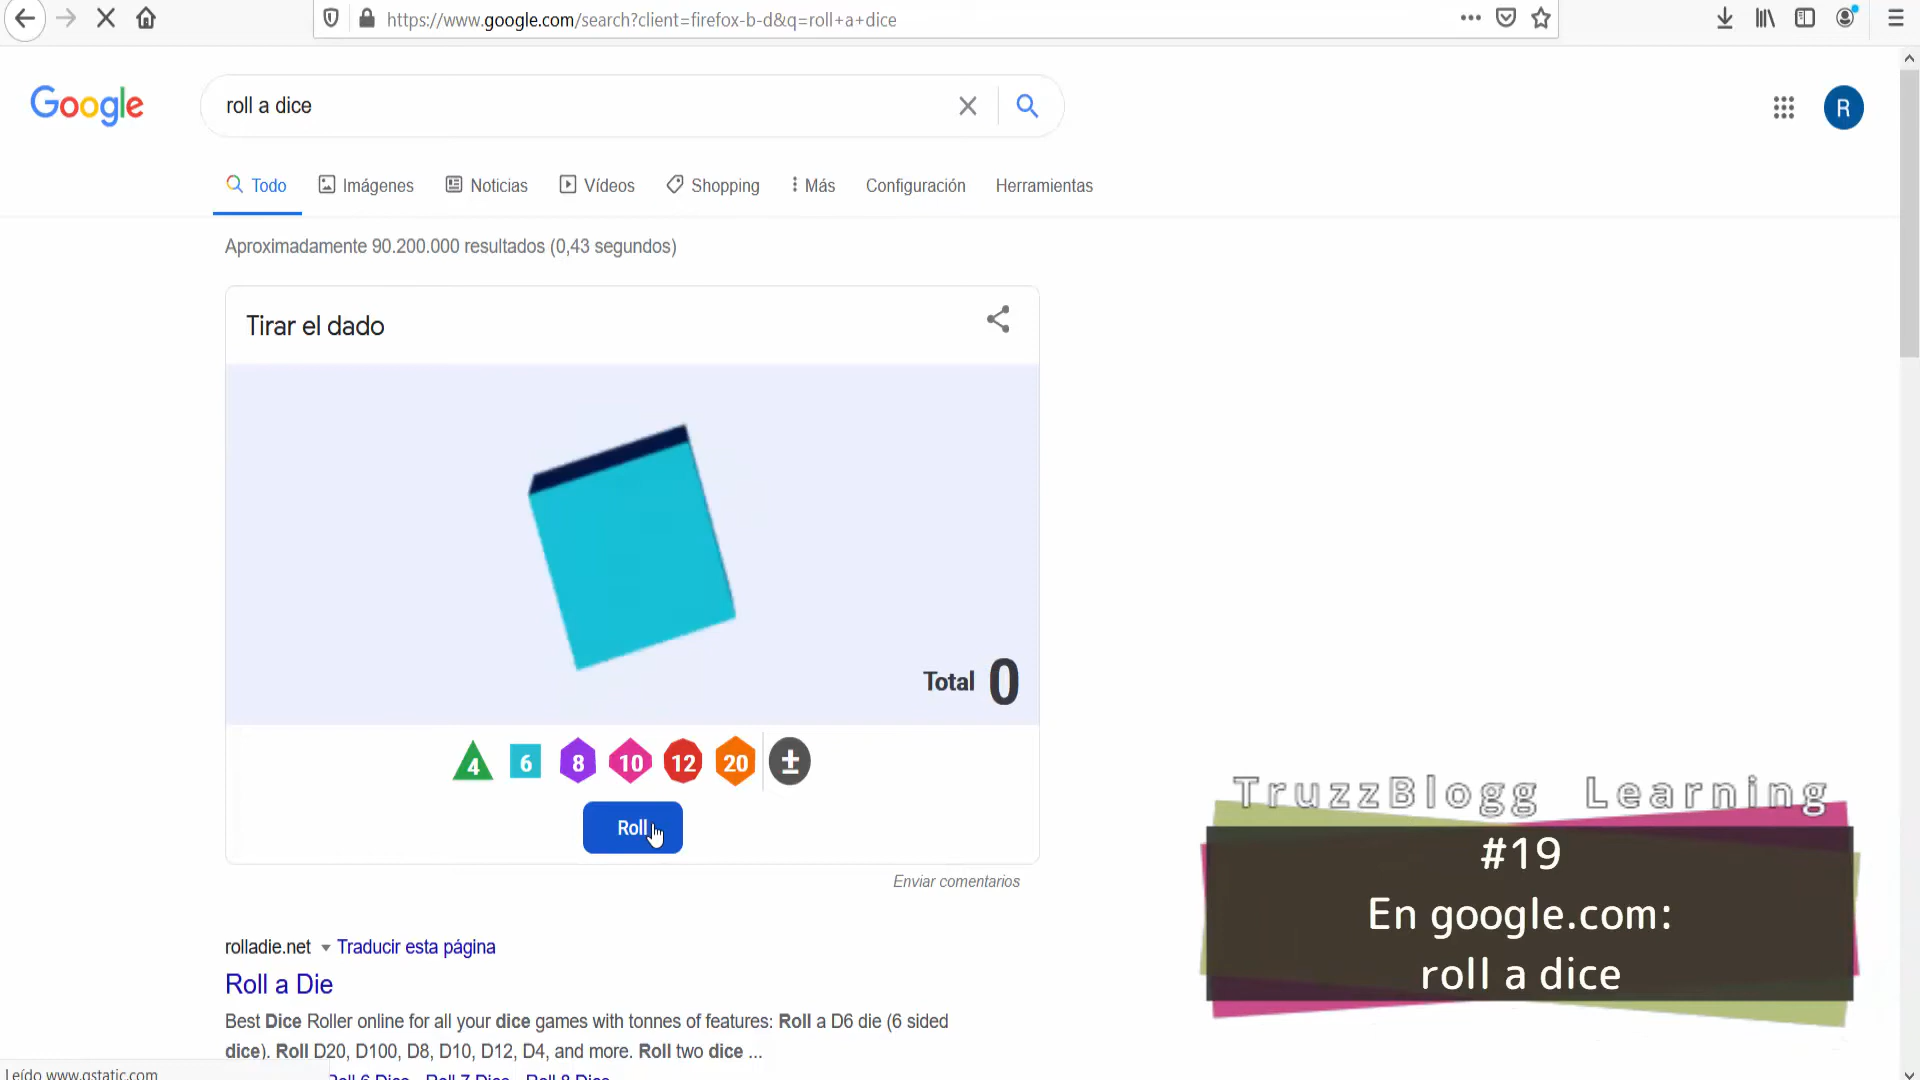 https://www.google.com/search?client=firefox-b-d&q=roll+a+dice
Google
roll a dice
R
Todo
Imágenes
Noticias
Vídeos
Shopping
Más
Configuración
Herramientas
Aproximadamente 90.200.000 resultados (0,43 segundos)
Tirar el dado
Total 0
4 6 8 10 12 20 ±
Roll
Enviar comentarios
rolladie.net Traducir esta página
Roll a Die
Best Dice Roller online for all your dice games with tonnes of features: Roll a D6 die (6 sided
dice). Roll D20, D100, D8, D10, D12, D4, and more. Roll two dice ...
Roll 6 Dice · Roll 7 Dice · Roll 8 Dice
Leído www.gstatic.com
TruzzBlogg Learning
#19
En google.com:
roll a dice